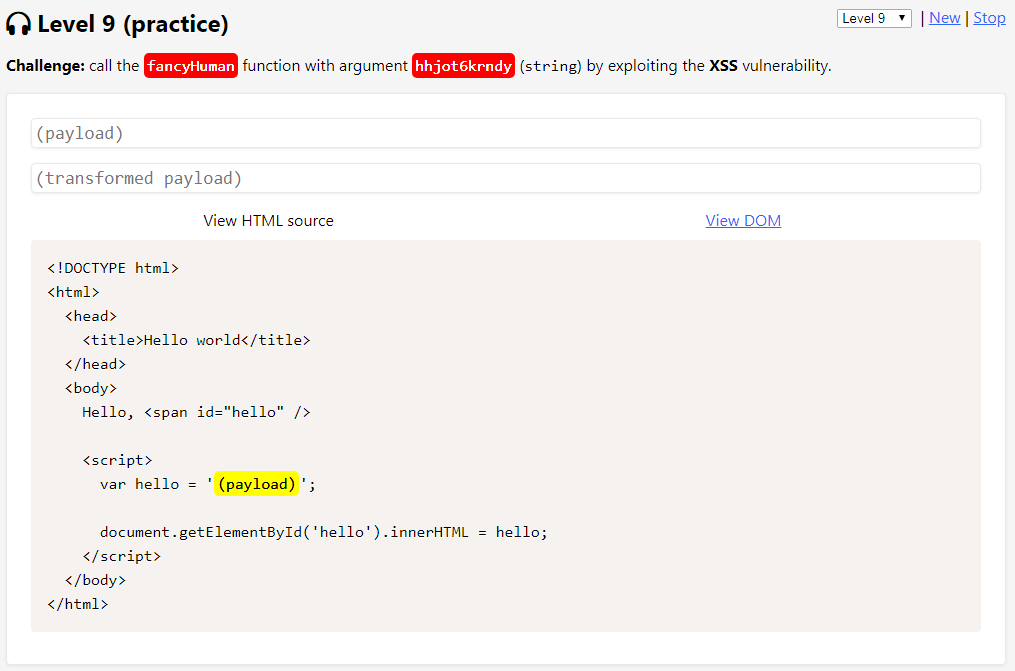 Level 9 (practice)
Level 9 ▼ | New | Stop
Challenge: call the fancyHuman function with argument hhjot6krndy (string) by exploiting the XSS vulnerability.
(payload)
(transformed payload)
View HTML source View DOM
<!DOCTYPE html>
<html>
  <head>
    <title>Hello world</title>
  </head>
  <body>
    Hello, <span id="hello" />
    <script>
      var hello = '(payload)';
      document.getElementById('hello').innerHTML = hello;
    </script>
  </body>
</html>